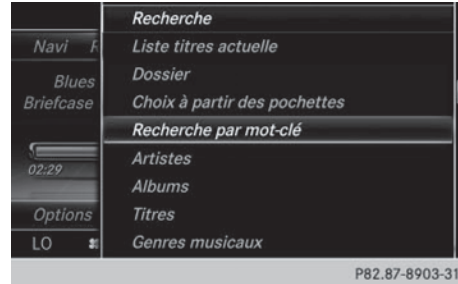 Recherche
Navi
Liste titres actuelle
Blues
Dossier
Briefcase
Choix à partir des pochettes
Recherche par mot-clé
Artistes
02:29
Albums
Options
Titres
LO
Genres musicaux
P82.87-8903-31